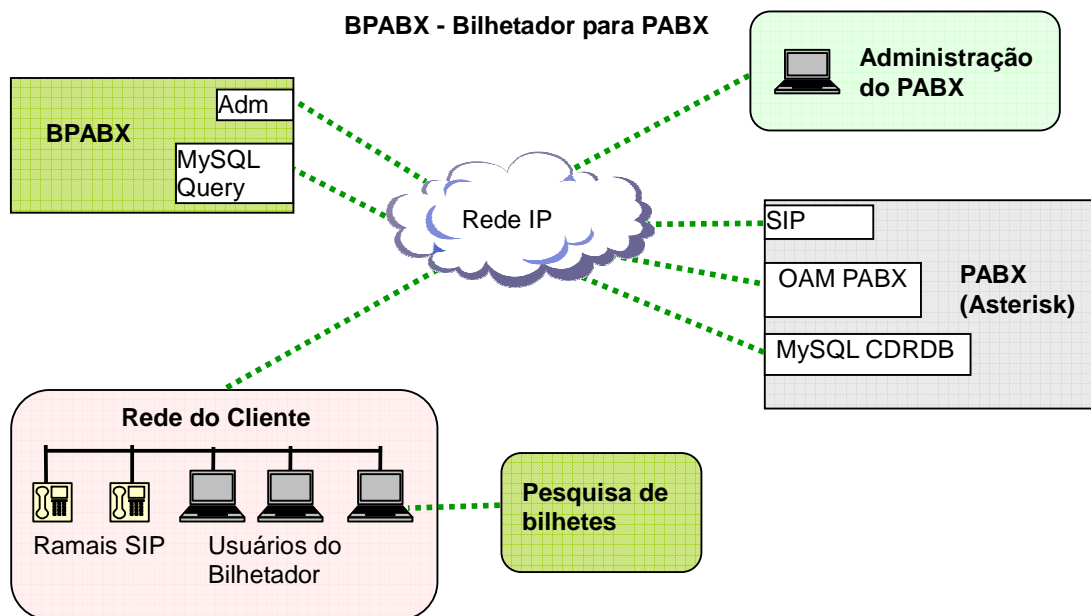 BPABX - Bilhetador para PABX
Administração
do PABX
Adm
BPABX
MySQL
Query
Rede IP
SIP
OAM PABX
PABX
(Asterisk)
MySQL CDRDB
Rede do Cliente
Ramais SIP
Usuários do
Bilhetador
Pesquisa de
bilhetes